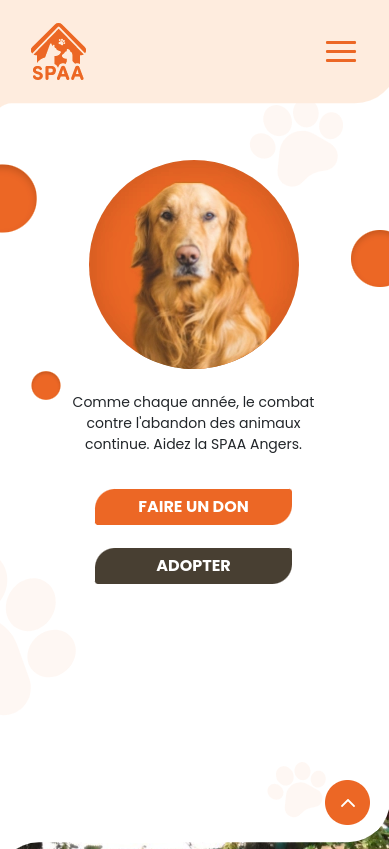 SPAA
Comme chaque année, le combat
contre l'abandon des animaux
continue. Aidez la SPAA Angers.
FAIRE UN DON
ADOPTER